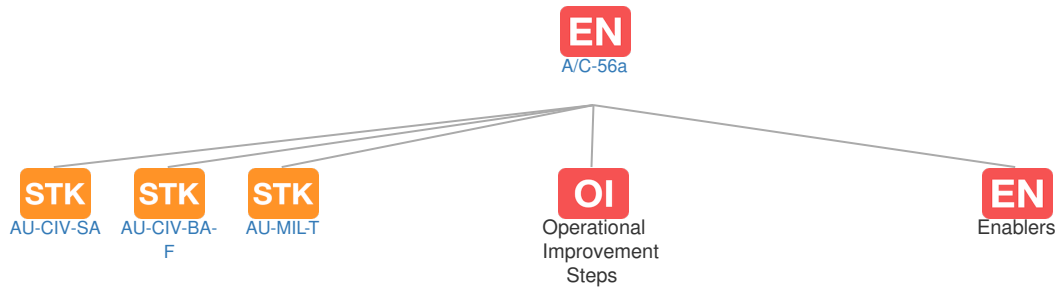 EN
A/C-56a
STK STK STK OI EN
AU-CIV-SA AU-CIV-BA- AU-MIL-T Operational Enablers
F Improvement
Steps